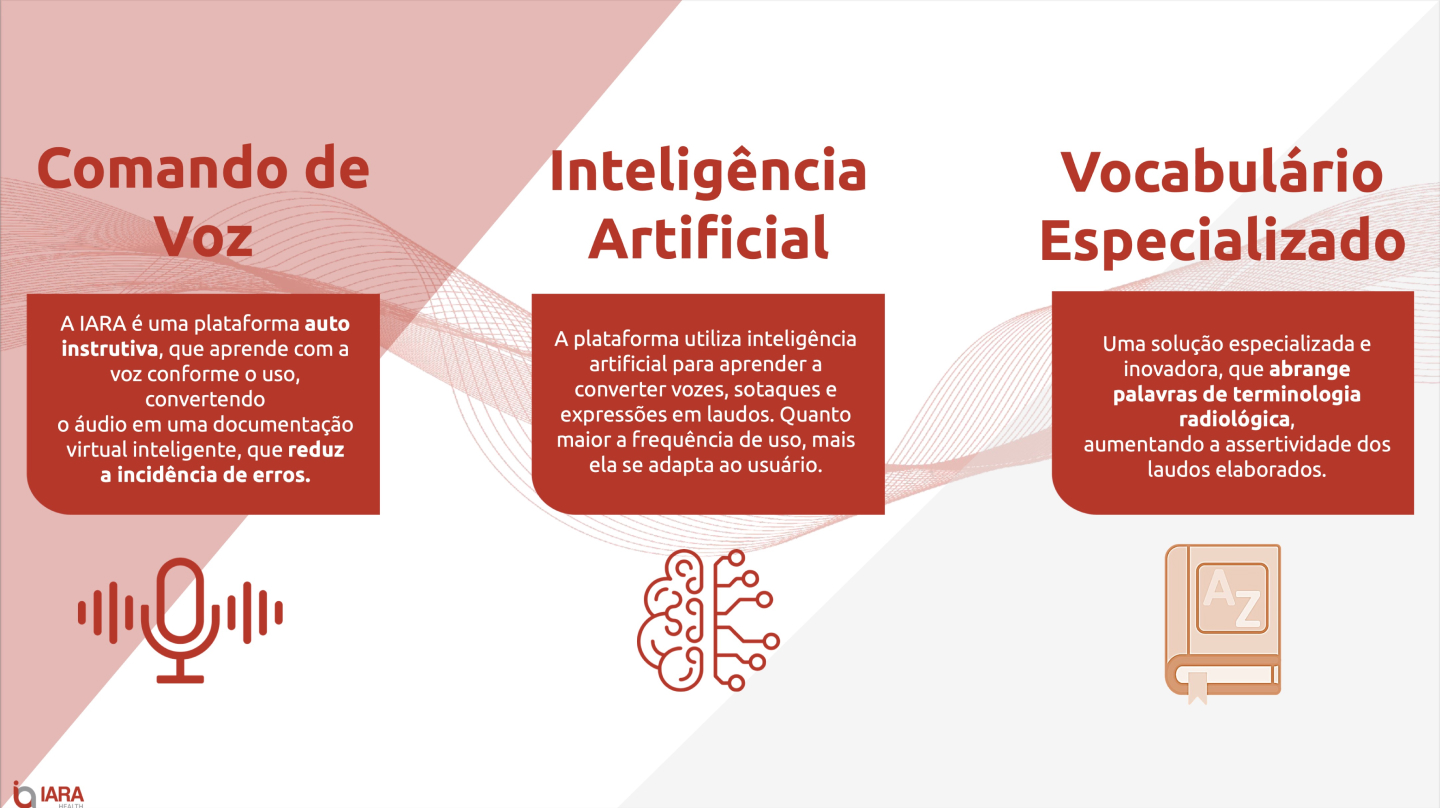 Comando de
Voz
A IARA é uma plataforma auto
instrutiva, que aprende com a
voz conforme o uso,
convertendo
o áudio em uma documentação
virtual inteligente, que reduz
a incidência de erros.
Inteligência
Artificial
A plataforma utiliza inteligência
artificial para aprender a
converter vozes, sotaques e
expressões em laudos. Quanto
maior a frequência de uso, mais
ela se adapta ao usuário.
Vocabulário
Especializado
Uma solução especializada e
inovadora, que abrange
palavras de terminologia
radiológica,
aumentando a assertividade dos
laudos elaborados.
A
Z
IARA
HEALTH